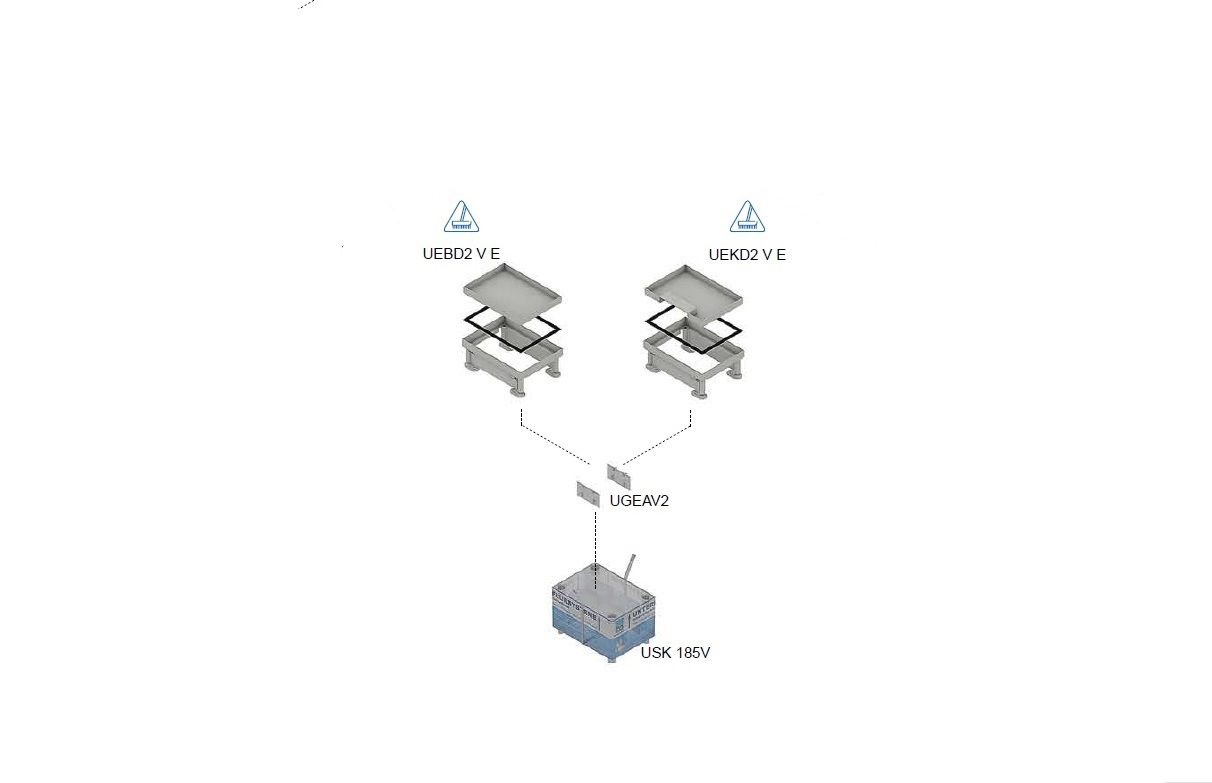 UEBD2 V E
UEKD2 V E
UGEAV2
USK 185V